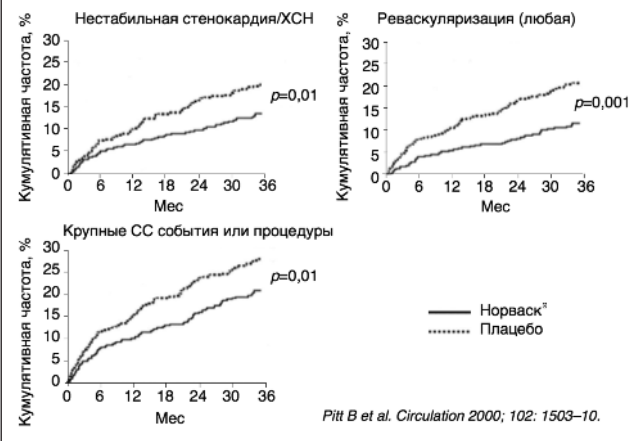 Нестабильная стенокардия/ХСН
Кумулятивная частота, %
30
25
20
15
10
5
0
p=0,01
0 6 12 18 24 30 36
Мес
Реваскуляризация (любая)
Кумулятивная частота, %
30
25
20
15
10
5
0
p=0,001
0 6 12 18 24 30 36
Мес
Крупные СС события или процедуры
Кумулятивная частота, %
30
25
20
15
10
5
0
p=0,01
0 6 12 18 24 30 36
Мес
Норваск
Плацебо
Pitt B et al. Circulation 2000; 102: 1503–10.